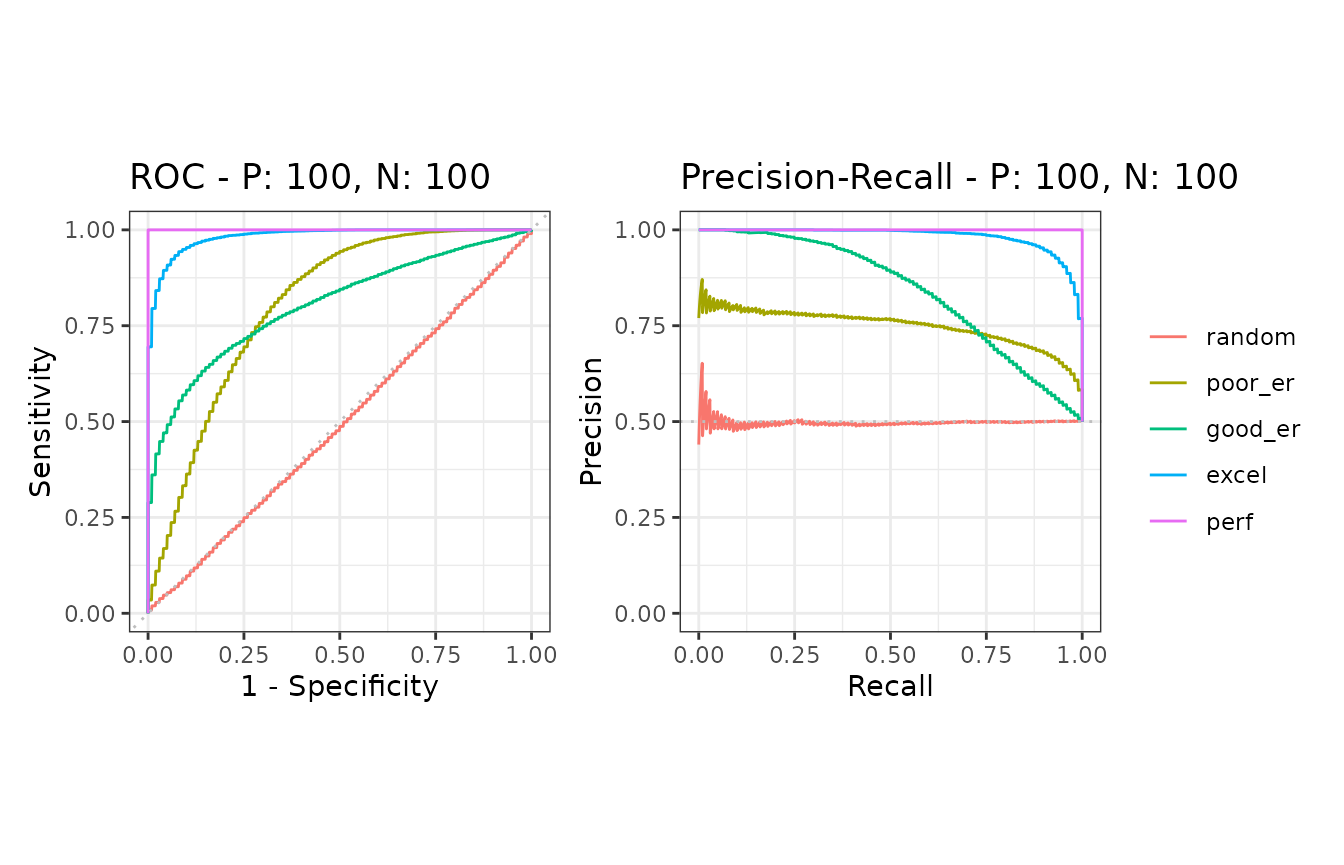 ROC - P: 100, N: 100
1.00
0.75
0.50
0.25
0.00
Sensitivity
0.00 0.25 0.50 0.75 1.00
1 - Specificity
Precision-Recall - P: 100, N: 100
1.00
0.75
0.50
0.25
0.00
Precision
0.00 0.25 0.50 0.75 1.00
Recall
random
poor_er
good_er
excel
perf